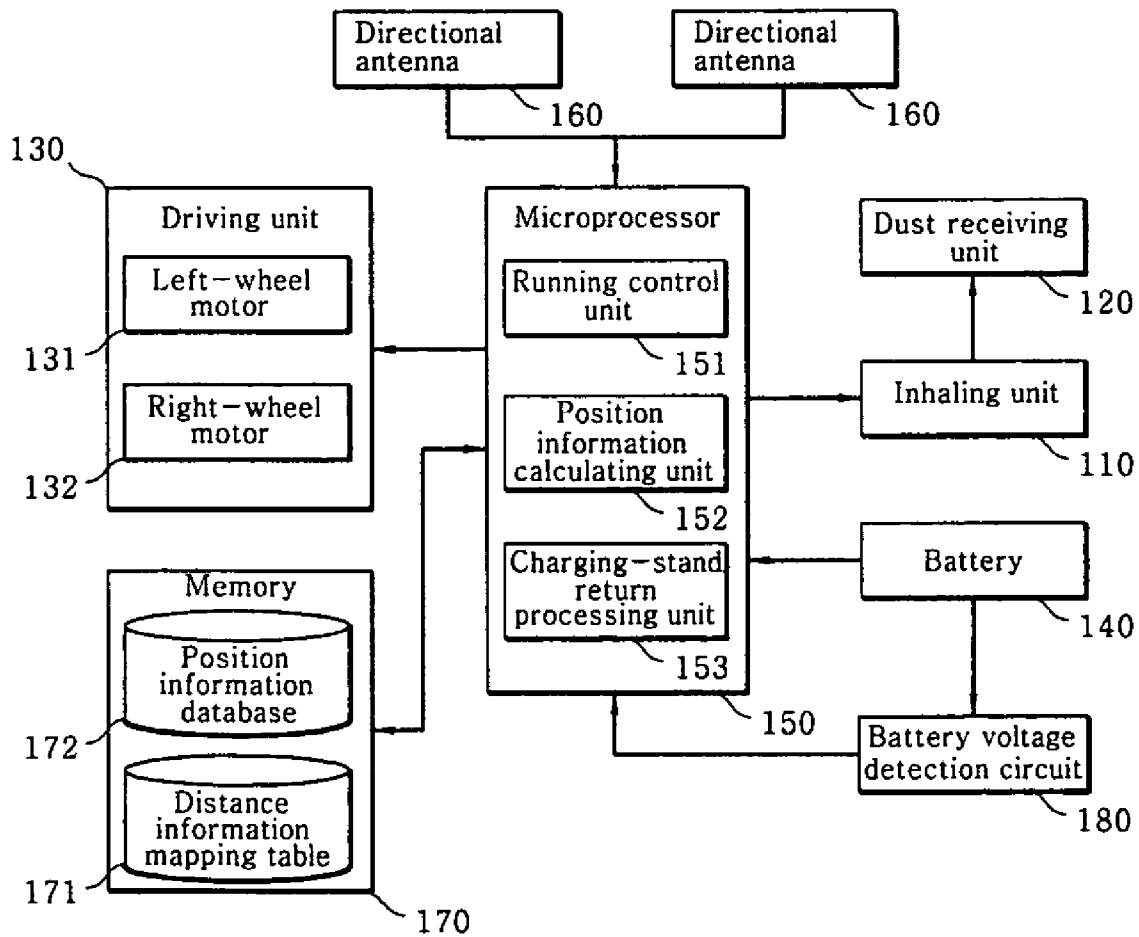 Directional
antenna
160
Directional
antenna
160
130
Driving unit
Left-wheel
motor
131
Right-wheel
motor
132
Microprocessor
Running control
unit
151
Position
information
calculating unit
152
Charging-stand
return
processing unit
153
150
Dust receiving
unit
120
Inhaling unit
110
Battery
140
Battery voltage
detection circuit
180
Memory
Position
information
database
172
Distance
information
mapping table
171
170